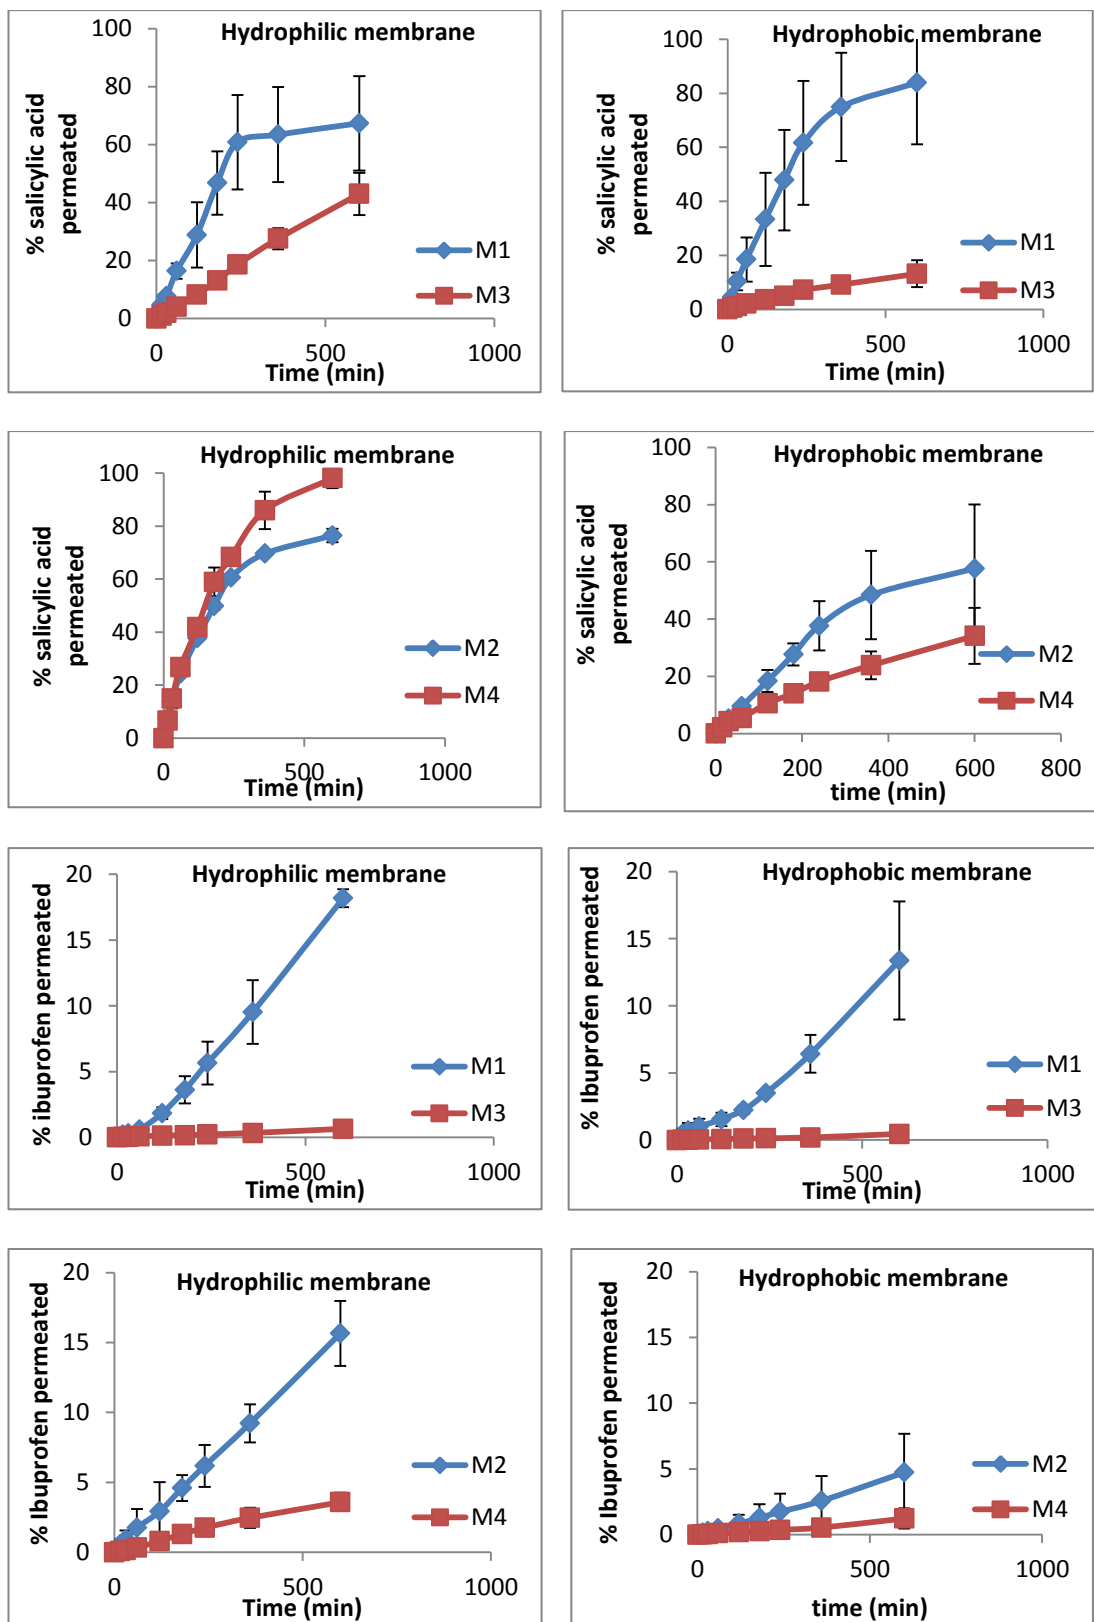 Hydrophilic membrane
% salicylic acid
permeated
100
80
60
40
20
0
M1
M3
0
500
1000
Time (min)
Hydrophobic membrane
% salicylic acid
permeated
100
80
60
40
20
0
M1
M3
0
500
1000
Time (min)
Hydrophilic membrane
% salicylic acid
permeated
100
80
60
40
20
0
M2
M4
0
500
1000
Time (min)
Hydrophobic membrane
% salicylic acid
permeated
100
80
60
40
20
0
M2
M4
0
200
400
600
800
time (min)
Hydrophilic membrane
% ibuprofen permeated
20
15
10
5
0
M1
M3
0
500
1000
Time (min)
Hydrophobic membrane
% Ibuprofen permeated
20
15
10
5
0
M1
M3
0
500
1000
Time (min)
Hydrophilic membrane
% Ibuprofen permeated
20
15
10
5
0
M2
M4
0
500
1000
Time (min)
Hydrophobic membrane
% Ibuprofen permeated
20
15
10
5
0
M2
M4
0
500
1000
time (min)